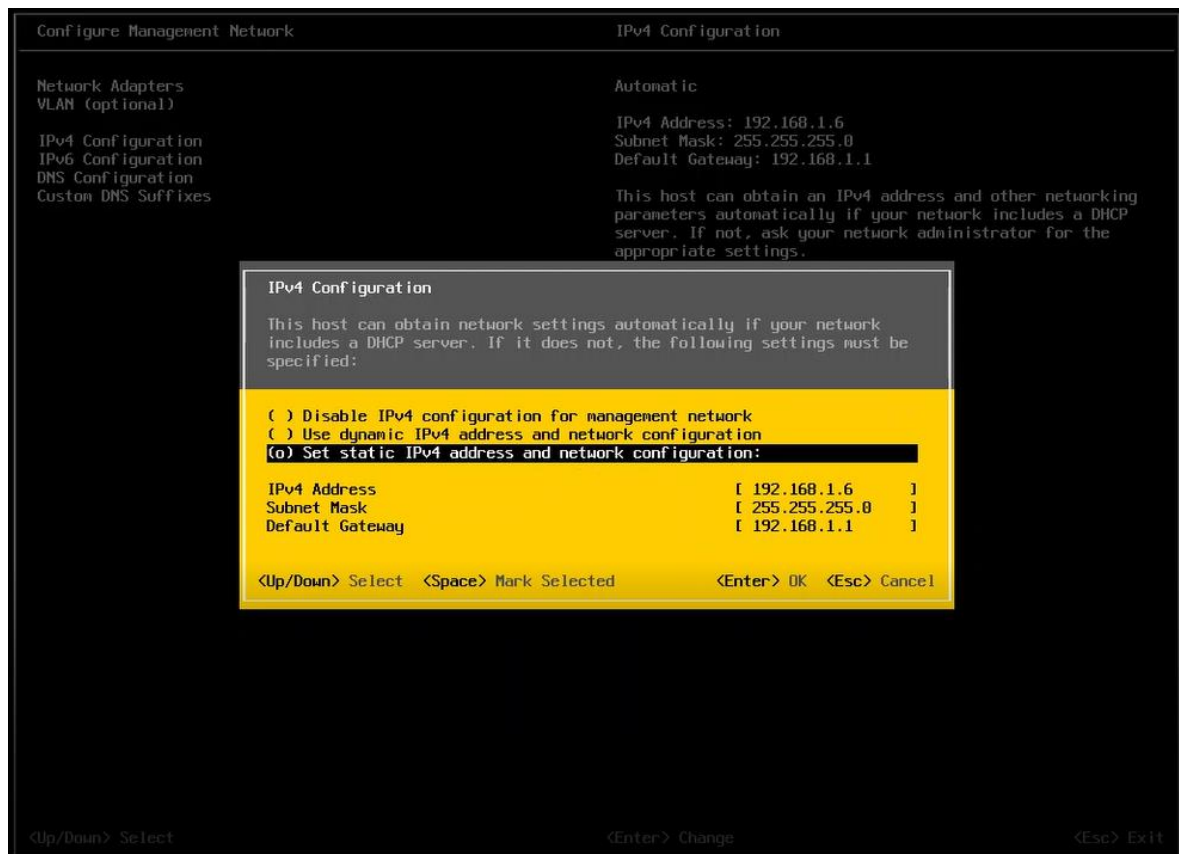 Configure Management Network
IPv4 Configuration
Network Adapters
VLAN (optional)
IPv4 Configuration
IPv6 Configuration
DNS Configuration
Custom DNS Suffixes
Automatic
IPv4 Address: 192.168.1.6
Subnet Mask: 255.255.255.0
Default Gateway: 192.168.1.1
This host can obtain an IPv4 address and other networking
parameters automatically if your network includes a DHCP
server. If not, ask your network administrator for the
appropriate settings.
IPv4 Configuration
This host can obtain network settings automatically if your network
includes a DHCP server. If it does not, the following settings must be
specified:
( ) Disable IPv4 configuration for management network
( ) Use dynamic IPv4 address and network configuration
(o) Set static IPv4 address and network configuration:
IPv4 Address [ 192.168.1.6 ]
Subnet Mask [ 255.255.255.0 ]
Default Gateway [ 192.168.1.1 ]
<Up/Down> Select <Space> Mark Selected <Enter> OK <Esc> Cancel
<Up/Down> Select <Enter> Change <Esc> Exit